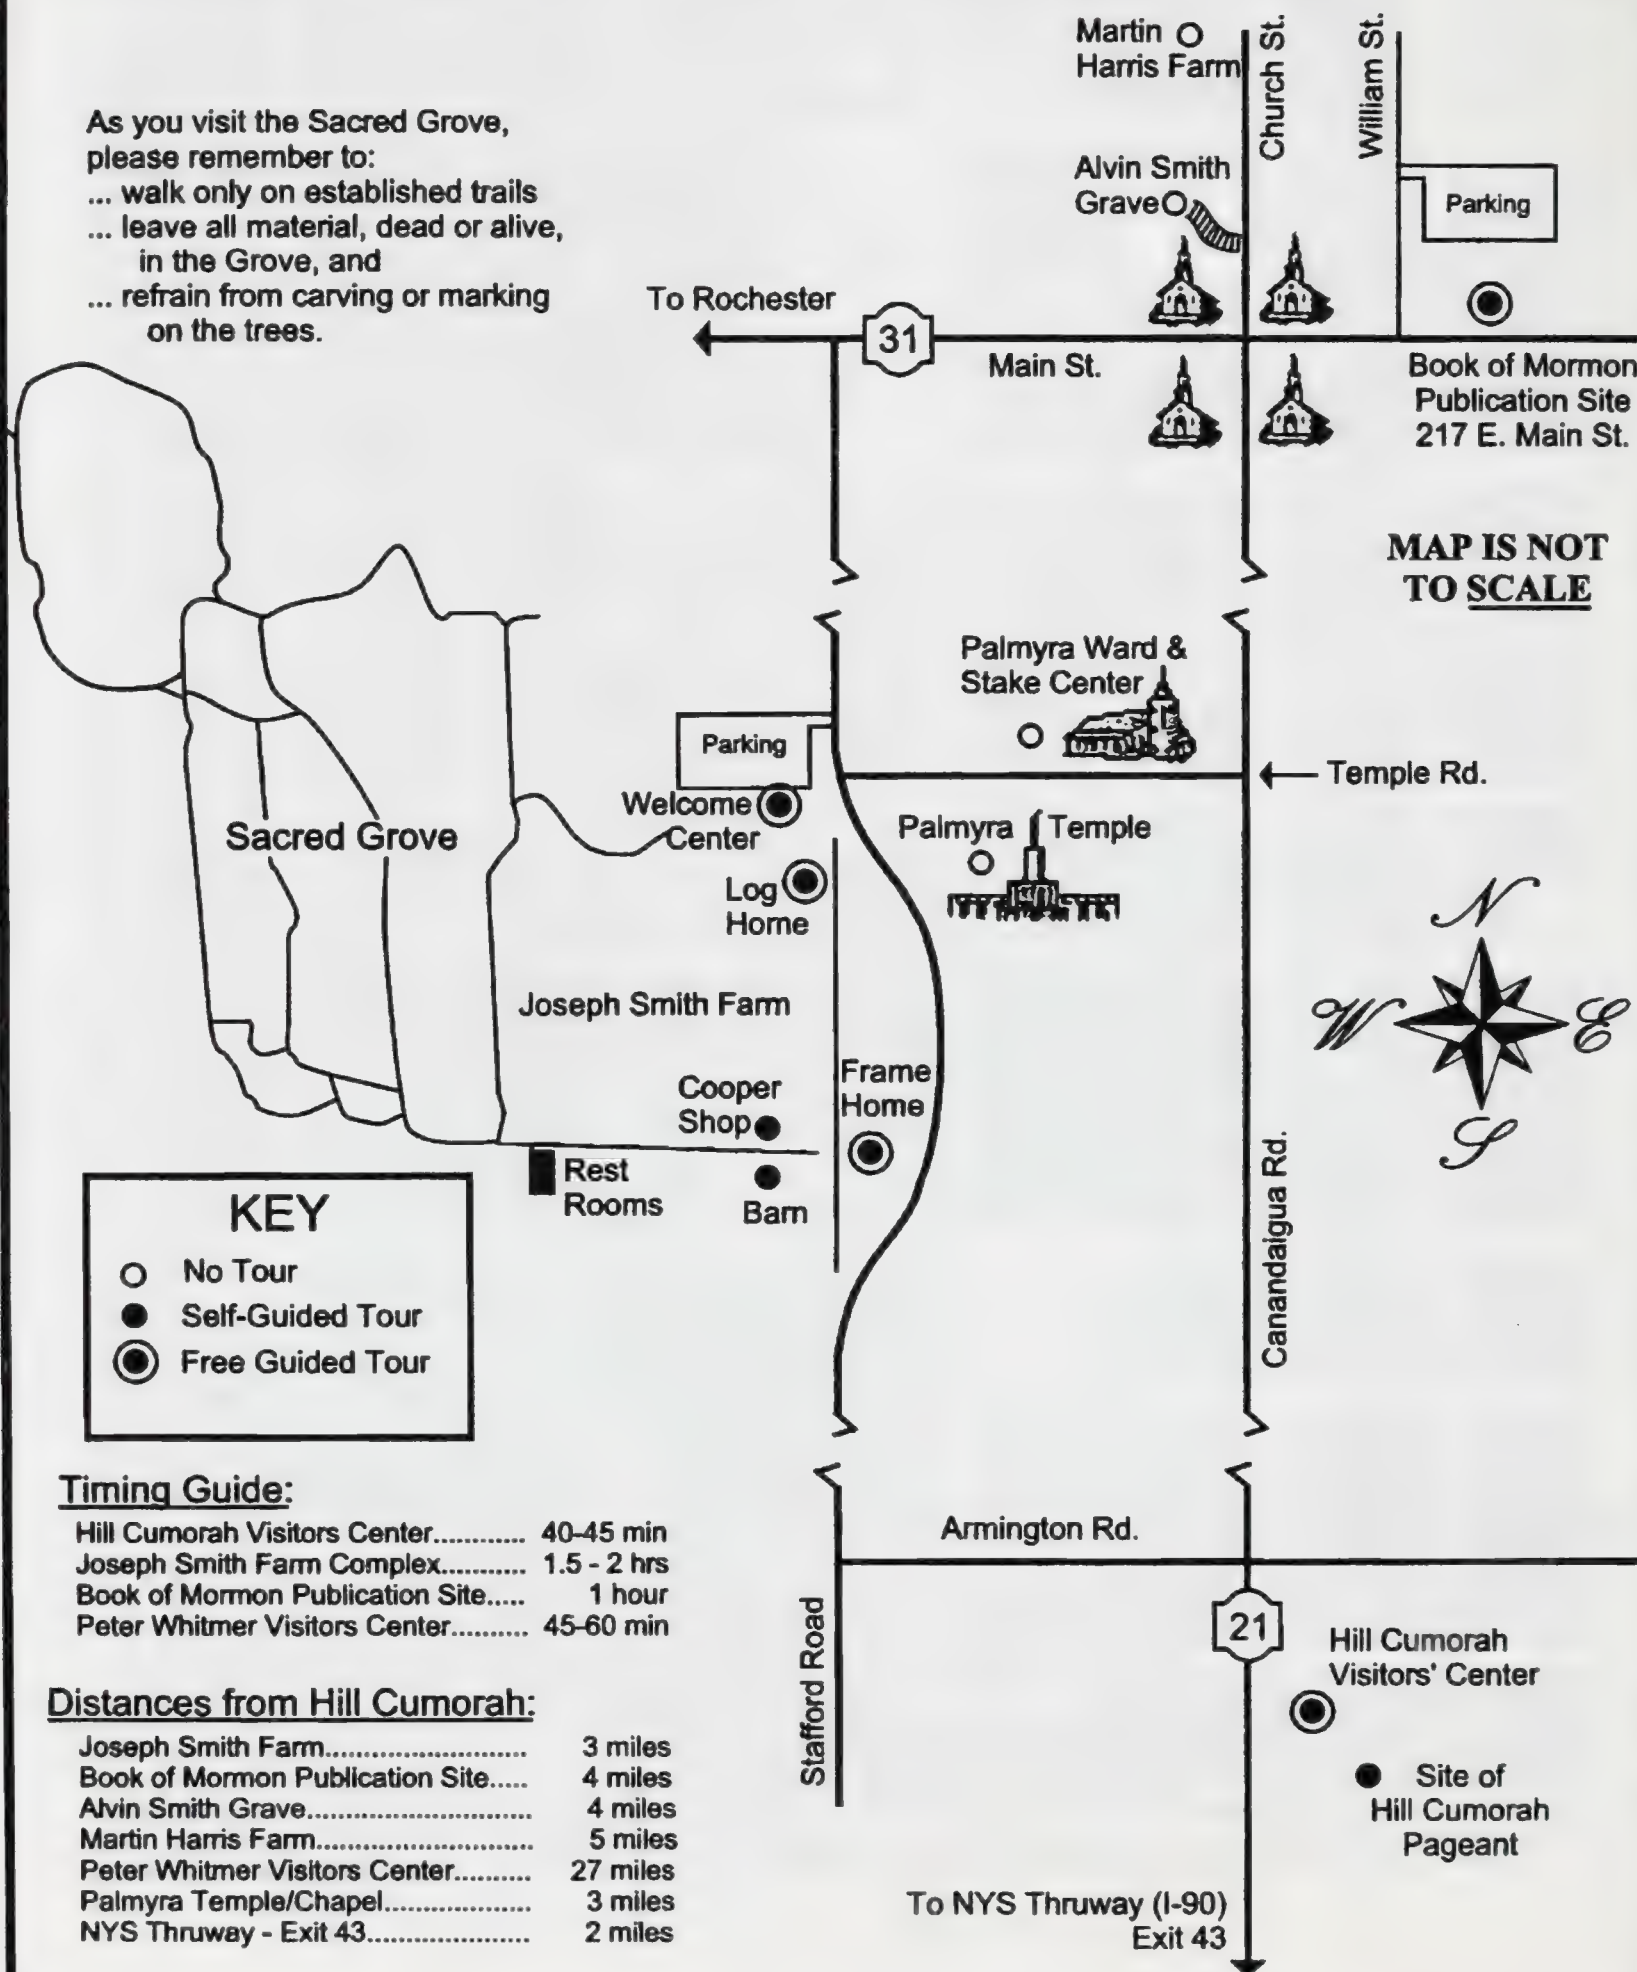 As you visit the Sacred Grove,
please remember to:
... walk only on established trails
... leave all material, dead or alive,
in the Grove, and
... refrain from carving or marking
on the trees.
Martin
Harris Farm
Church St.
William St.
Alvin Smith
Grave
Parking
To Rochester
31
Main St.
Book of Mormon
Publication Site
217 E. Main St.
MAP IS NOT
TO SCALE
Palmyra Ward &
Stake Center
Parking
Temple Rd.
Welcome
Center
Palmyra Temple
Sacred Grove
Log
Home
N
W
E
S
Joseph Smith Farm
Frame
Home
Cooper
Shop
Rest
Rooms
Barn
Canandaigua Rd.
KEY
No Tour
Self-Guided Tour
Free Guided Tour
Timing Guide:
Hill Cumorah Visitors Center............ 40-45 min
Joseph Smith Farm Complex........... 1.5 - 2 hrs
Book of Mormon Publication Site..... 1 hour
Peter Whitmer Visitors Center.......... 45-60 min
Armington Rd.
Stafford Road
21
Hill Cumorah
Visitors' Center
Site of
Hill Cumorah
Pageant
To NYS Thruway (I-90)
Exit 43
Distances from Hill Cumorah:
Joseph Smith Farm.......................... 3 miles
Book of Mormon Publication Site..... 4 miles
Alvin Smith Grave............................. 4 miles
Martin Harris Farm............................ 5 miles
Peter Whitmer Visitors Center.......... 27 miles
Palmyra Temple/Chapel................... 3 miles
NYS Thruway - Exit 43..................... 2 miles